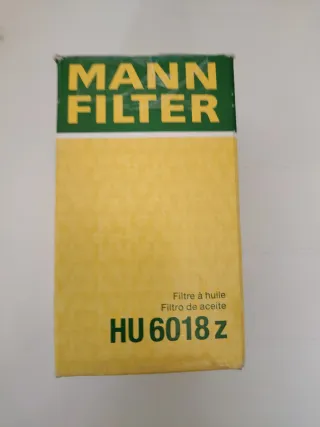 MANN
FILTER
Filtre à huile
Filtro de aceite
HU 6018 z